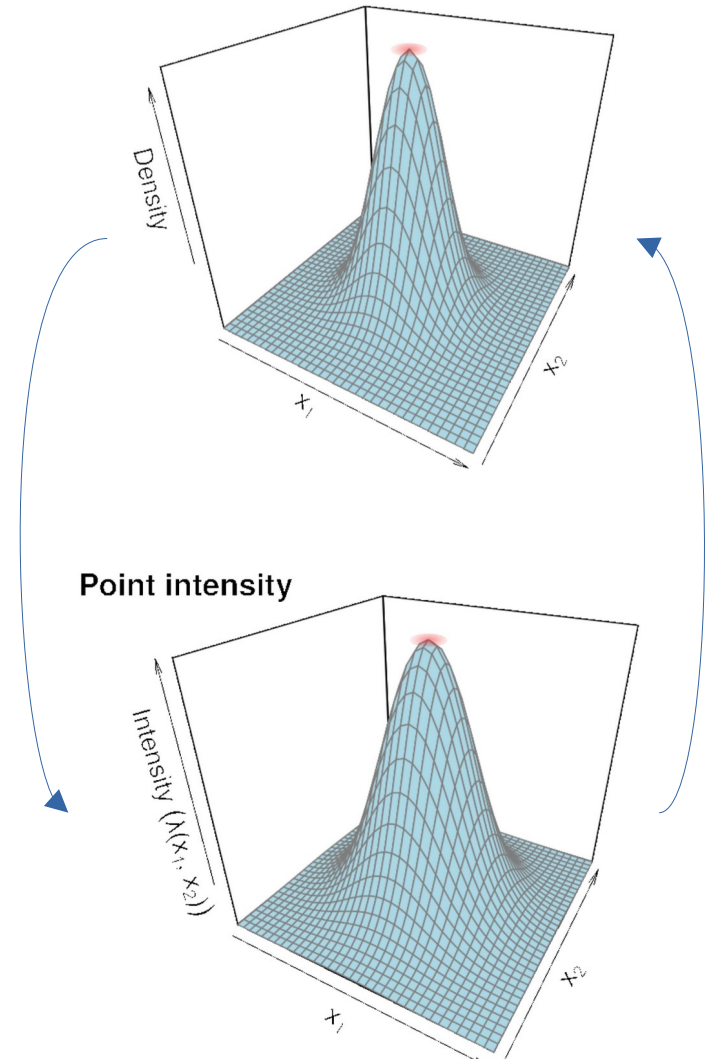 Density
x₁
x₂
Point intensity
Intensity (λ(x₁, x₂))
x₁
x₂